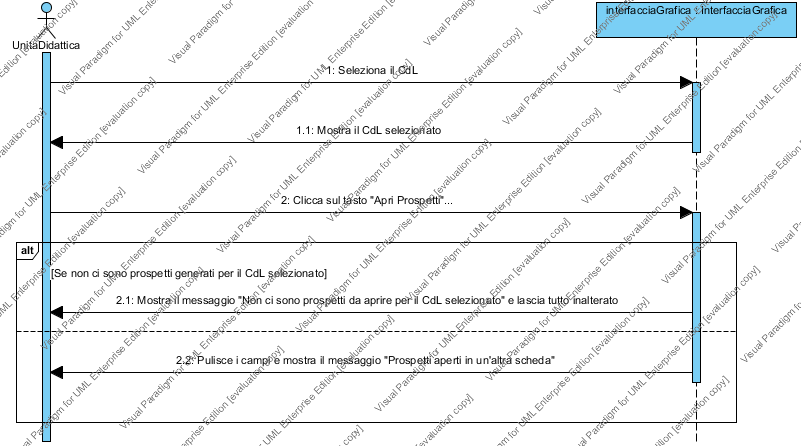 interfacciaGrafica : InterfacciaGrafica
UnitaDidattica
1: Seleziona il CdL
1.1: Mostra il CdL selezionato
2: Clicca sul tasto "Apri Prospetti"...
alt
[Se non ci sono prospetti generati per il CdL selezionato]
2.1: Mostra il messaggio "Non ci sono prospetti da aprire per il CdL selezionato" e lascia tutto inalterato
2.2: Pulisce i campi e mostra il messaggio "Prospetti aperti in un'altra scheda"
Visual Paradigm for UML Enterprise Edition [evaluation copy]